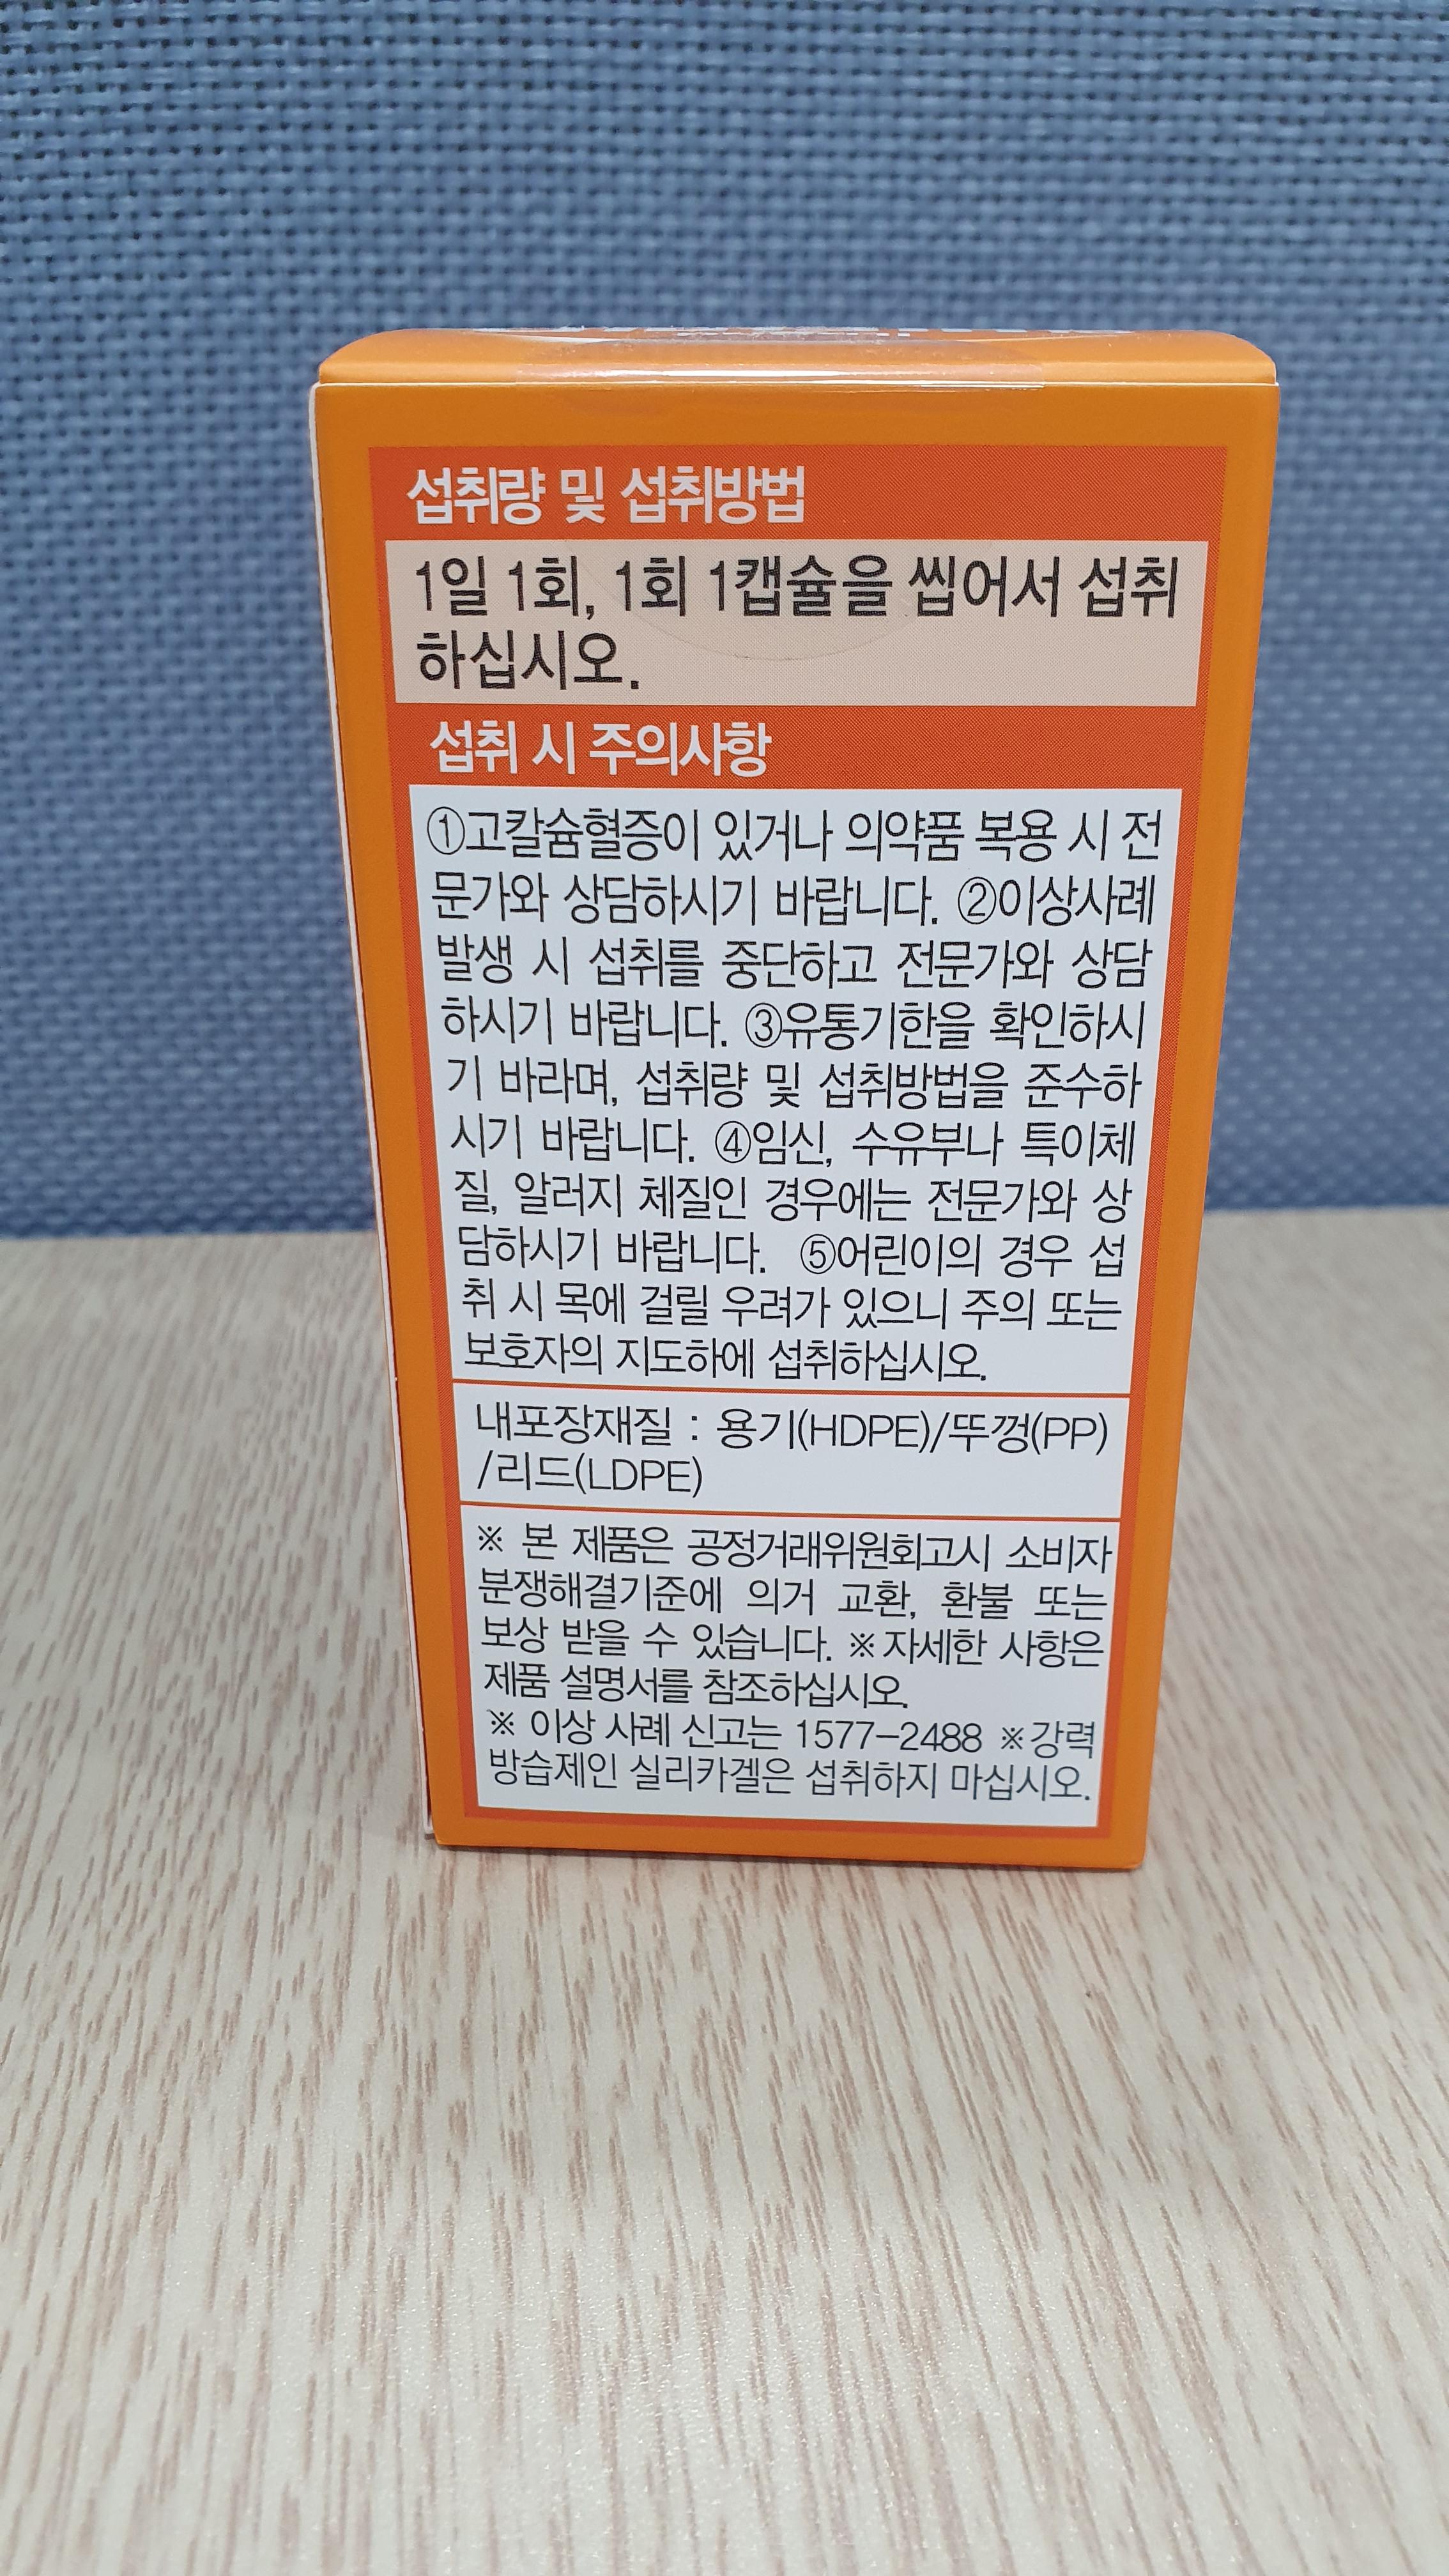 섭취량 및 섭취방법
1일 1회, 1회 1캡슐을 씹어서 섭취
하십시오.
섭취 시 주의사항
①고칼슘혈증이 있거나 의약품 복용 시 전
문가와 상담하시기 바랍니다. ②이상사례
발생 시 섭취를 중단하고 전문가와 상담
하시기 바랍니다. ③유통기한을 확인하시
기 바라며, 섭취량 및 섭취방법을 준수하
시기 바랍니다. ④임신, 수유부나 특이체
질, 알러지 체질인 경우에는 전문가와 상
담하시기 바랍니다. ⑤어린이의 경우 섭
취 시 목에 걸릴 우려가 있으니 주의 또는
보호자의 지도하에 섭취하십시오.
내포장재질 : 용기(HDPE)/뚜껑(PP)
/리드(LDPE)
※ 본 제품은 공정거래위원회고시 소비자
분쟁해결기준에 의거 교환, 환불 또는
보상 받을 수 있습니다. ※자세한 사항은
제품 설명서를 참조하십시오.
※ 이상 사례 신고는 1577-2488 ※강력
방습제인 실리카겔은 섭취하지 마십시오.